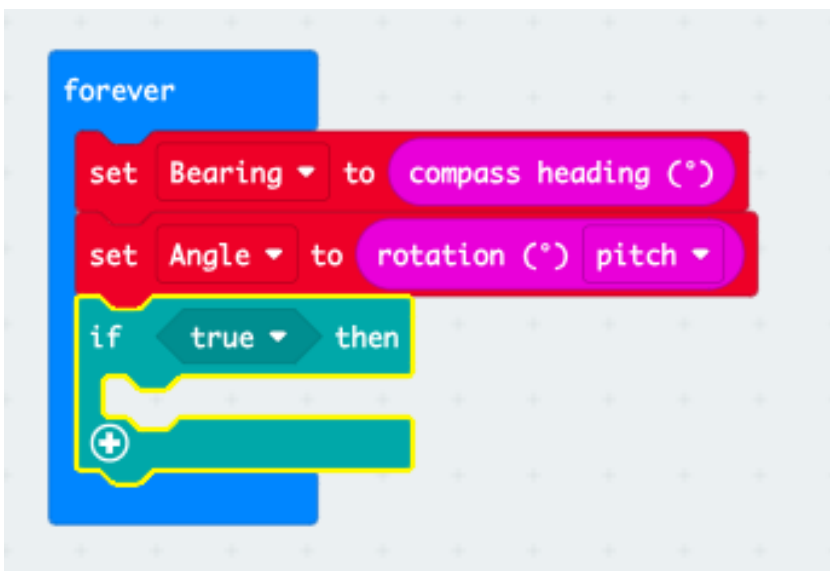 forever
set Bearing to compass heading (°)
set Angle to rotation (°) pitch
if true then